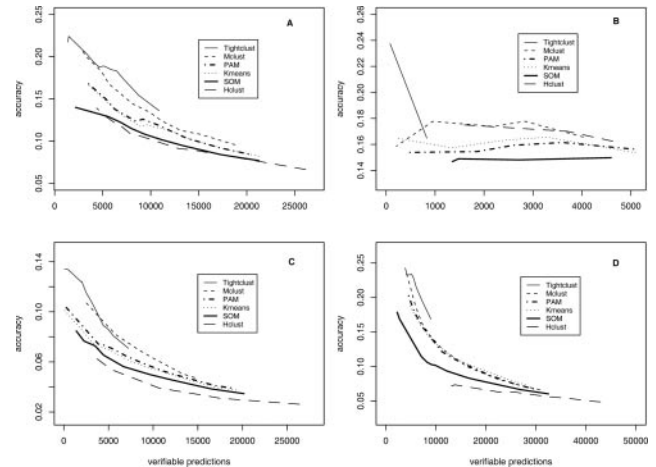 A
accuracy
0.05 0.10 0.15 0.20 0.25
0 5000 10000 15000 20000 25000
Tightclust
Mclust
PAM
Kmeans
SOM
Hclust
B
accuracy
0.14 0.16 0.18 0.20 0.22 0.24 0.26
0 1000 2000 3000 4000 5000
Tightclust
Mclust
PAM
Kmeans
SOM
Hclust
C
accuracy
0.02 0.06 0.10 0.14
0 5000 10000 15000 20000 25000
verifiable predictions
Tightclust
Mclust
PAM
Kmeans
SOM
Hclust
D
accuracy
0.05 0.10 0.15 0.20 0.25
0 10000 20000 30000 40000 50000
verifiable predictions
Tightclust
Mclust
PAM
Kmeans
SOM
Hclust